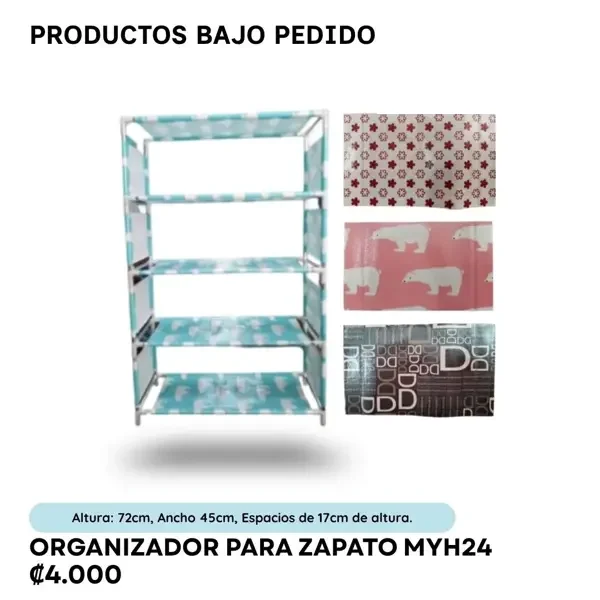 PRODUCTOS BAJO PEDIDO
Altura: 72cm, Ancho 45cm, Espacios de 17cm de altura.
ORGANIZADOR PARA ZAPATO MYH24
₡4.000